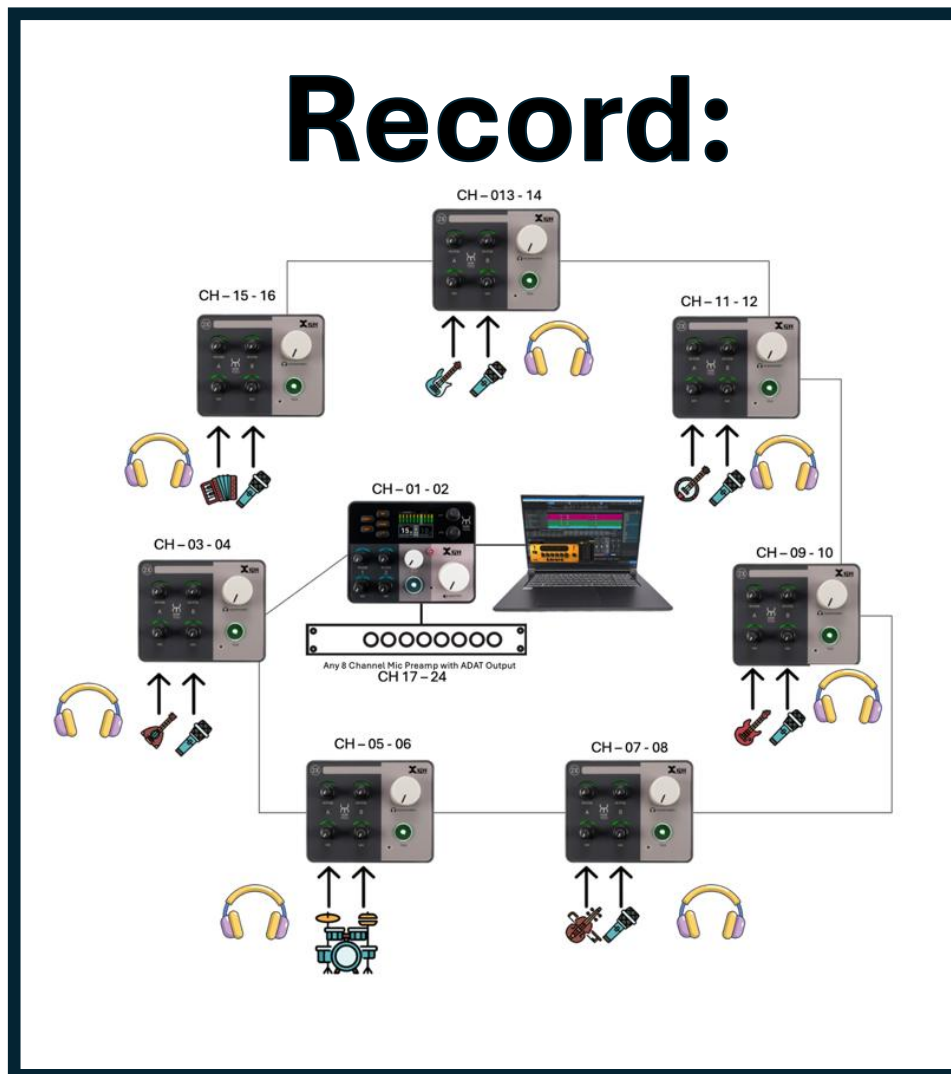 Record:
CH – 013 - 14
CH – 15 - 16
CH – 11 - 12
CH – 01 - 02
CH – 03 - 04
CH – 09 - 10
Any 8 Channel Mic Preamp with ADAT Output
CH 17 – 24
CH – 05 - 06
CH – 07 - 08